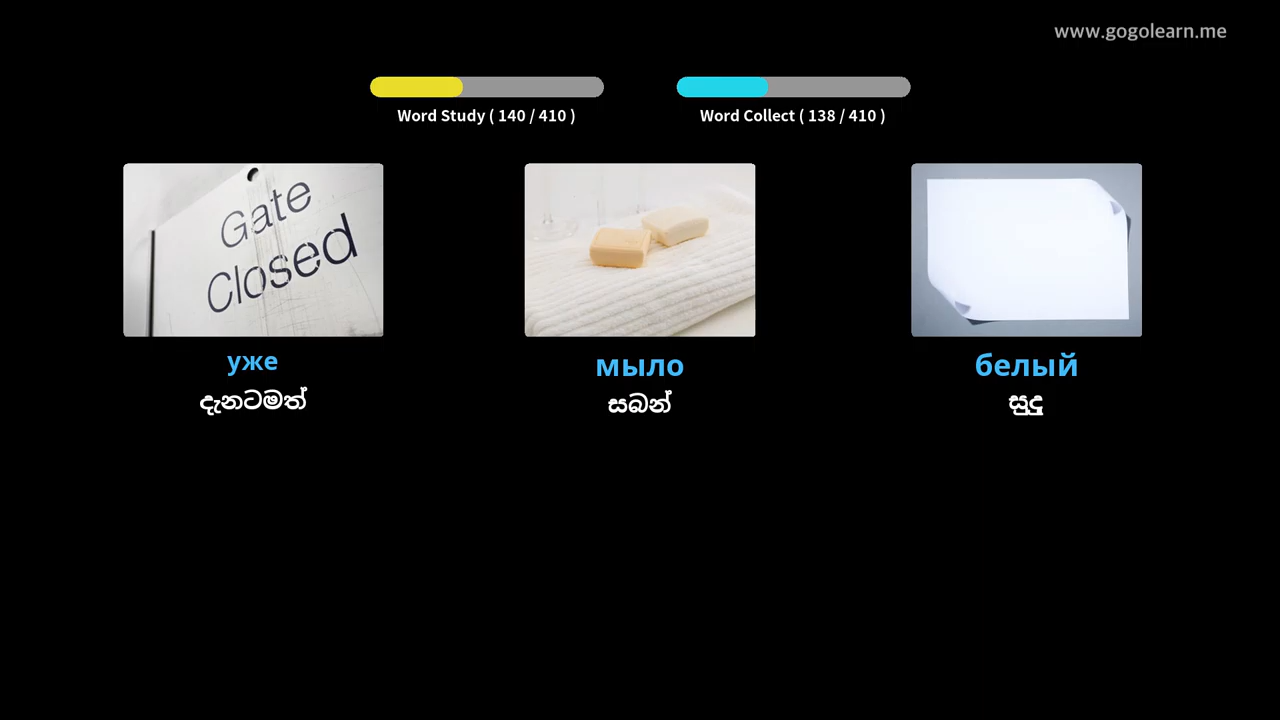 www.gogolearn.me
Word Study ( 140 / 410 )
Word Collect ( 138 / 410 )
Gate
Closed
уже
мыло
белый
දැනටමත්
සබන්
සුදු